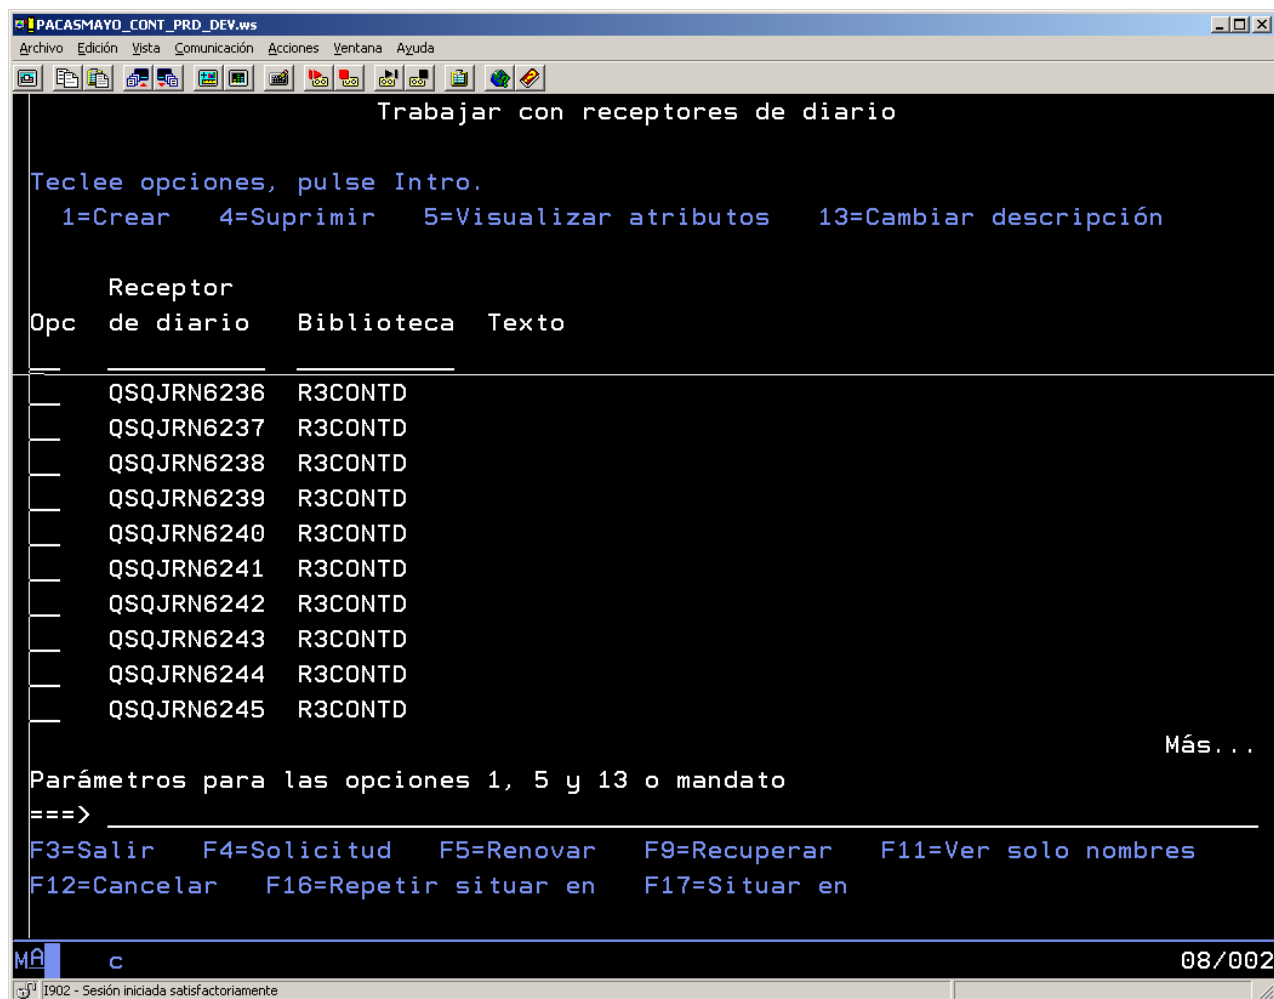 PACASMAYO_CONT_PRD_DEV.ws
Archivo Edición Vista Comunicación Acciones Ventana Ayuda
Trabajar con receptores de diario
Teclee opciones, pulse Intro.
1=Crear 4=Suprimir 5=Visualizar atributos 13=Cambiar descripción
Receptor
Opc de diario Biblioteca Texto
QSQJRN6236 R3CONTD
QSQJRN6237 R3CONTD
QSQJRN6238 R3CONTD
QSQJRN6239 R3CONTD
QSQJRN6240 R3CONTD
QSQJRN6241 R3CONTD
QSQJRN6242 R3CONTD
QSQJRN6243 R3CONTD
QSQJRN6244 R3CONTD
QSQJRN6245 R3CONTD
Más...
Parámetros para las opciones 1, 5 y 13 o mandato
===>
F3=Salir F4=Solicitud F5=Renovar F9=Recuperar F11=Ver solo nombres
F12=Cancelar F16=Repetir situar en F17=Situar en
MA c 08/002
I902 - Sesión iniciada satisfactoriamente